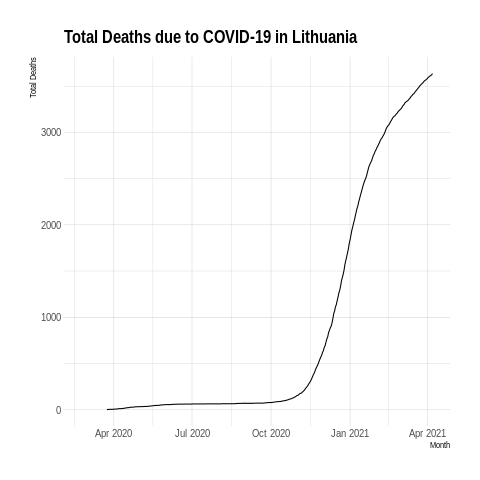 Total Deaths due to COVID-19 in Lithuania
Total Deaths
3000
2000
1000
0
Apr 2020 Jul 2020 Oct 2020 Jan 2021 Apr 2021
Month